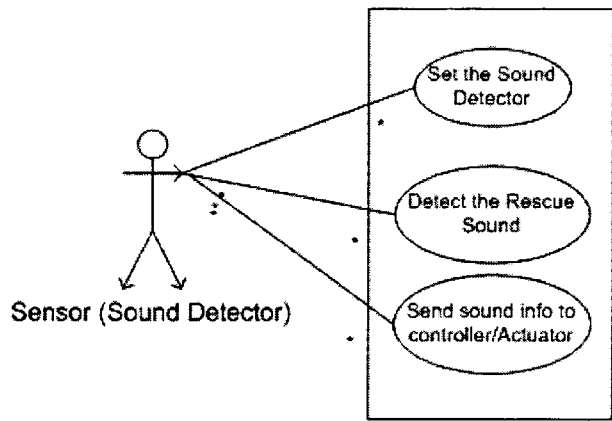 Set the Sound
Detector
Detect the Rescue
Sound
Sensor (Sound Detector)
Send sound info to
controller/Actuator